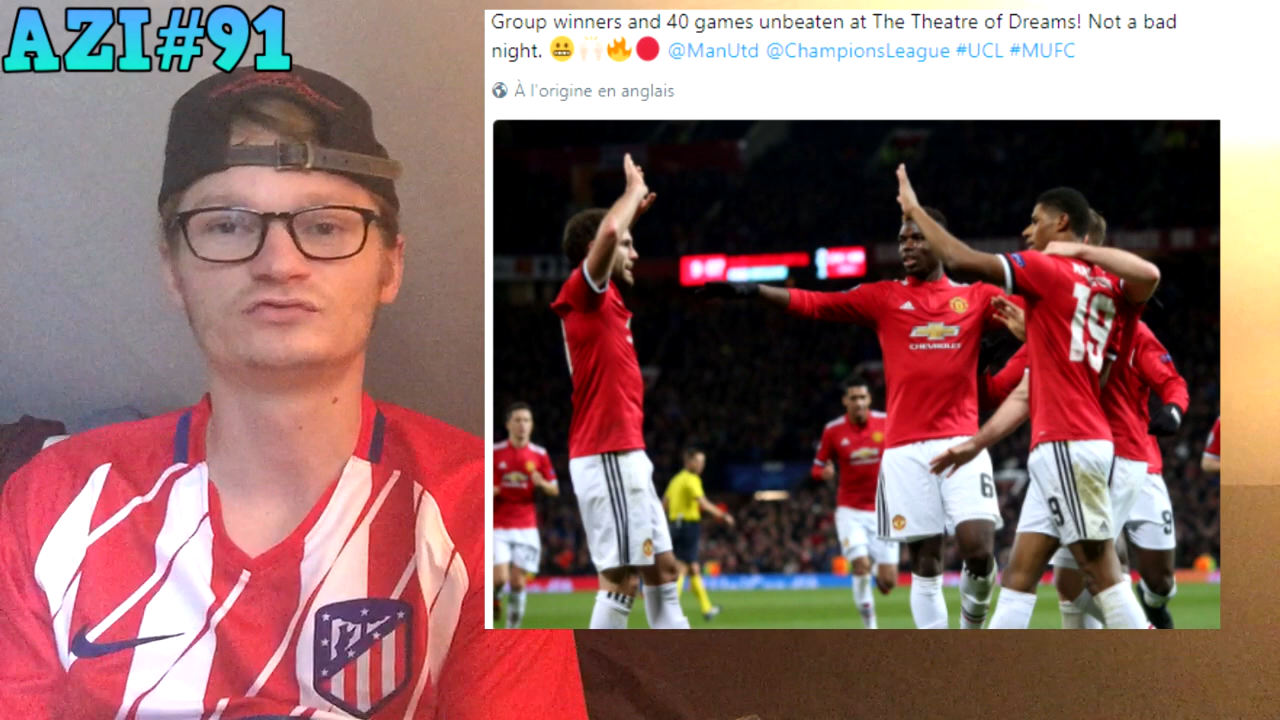 AZI#91
Group winners and 40 games unbeaten at The Theatre of Dreams! Not a bad
night. 😬🙌🏻🔥🔴 @ManUtd @ChampionsLeague #UCL #MUFC
À l'origine en anglais
CHEVROLET
19
6
9
9